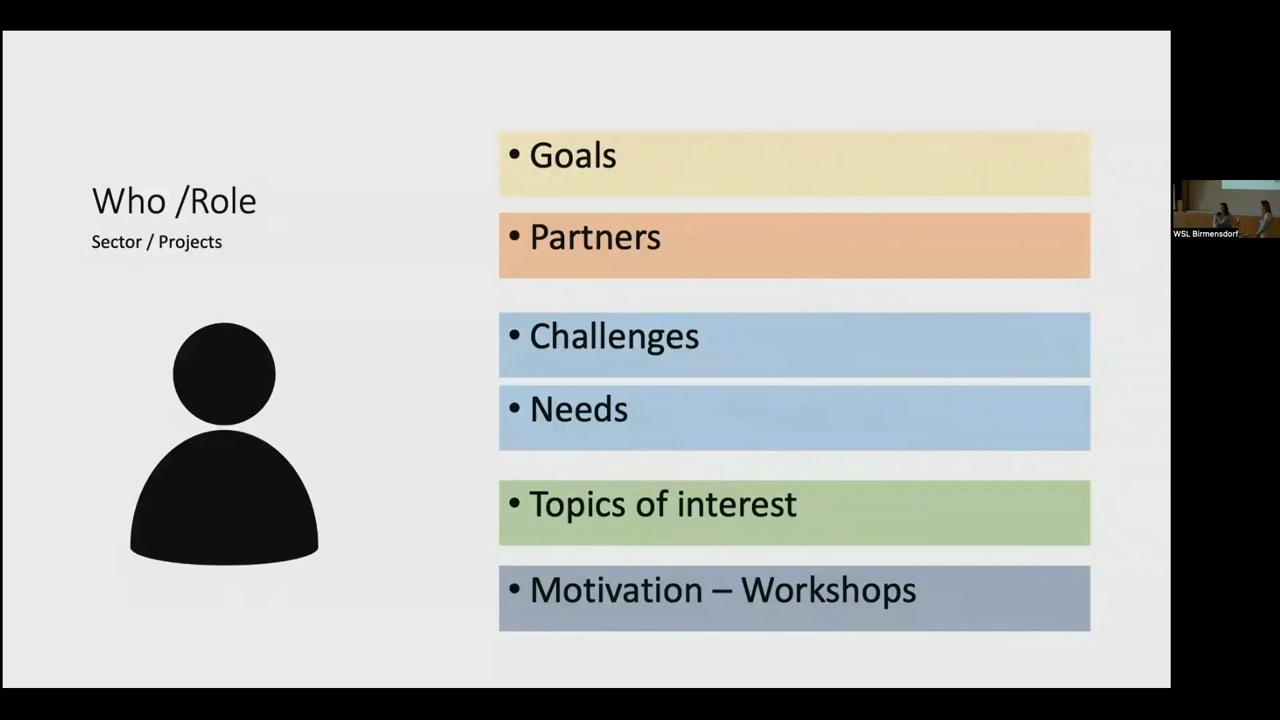 Who /Role
Sector / Projects
• Goals
• Partners
• Challenges
• Needs
• Topics of interest
• Motivation – Workshops
WSL Birmensdorf